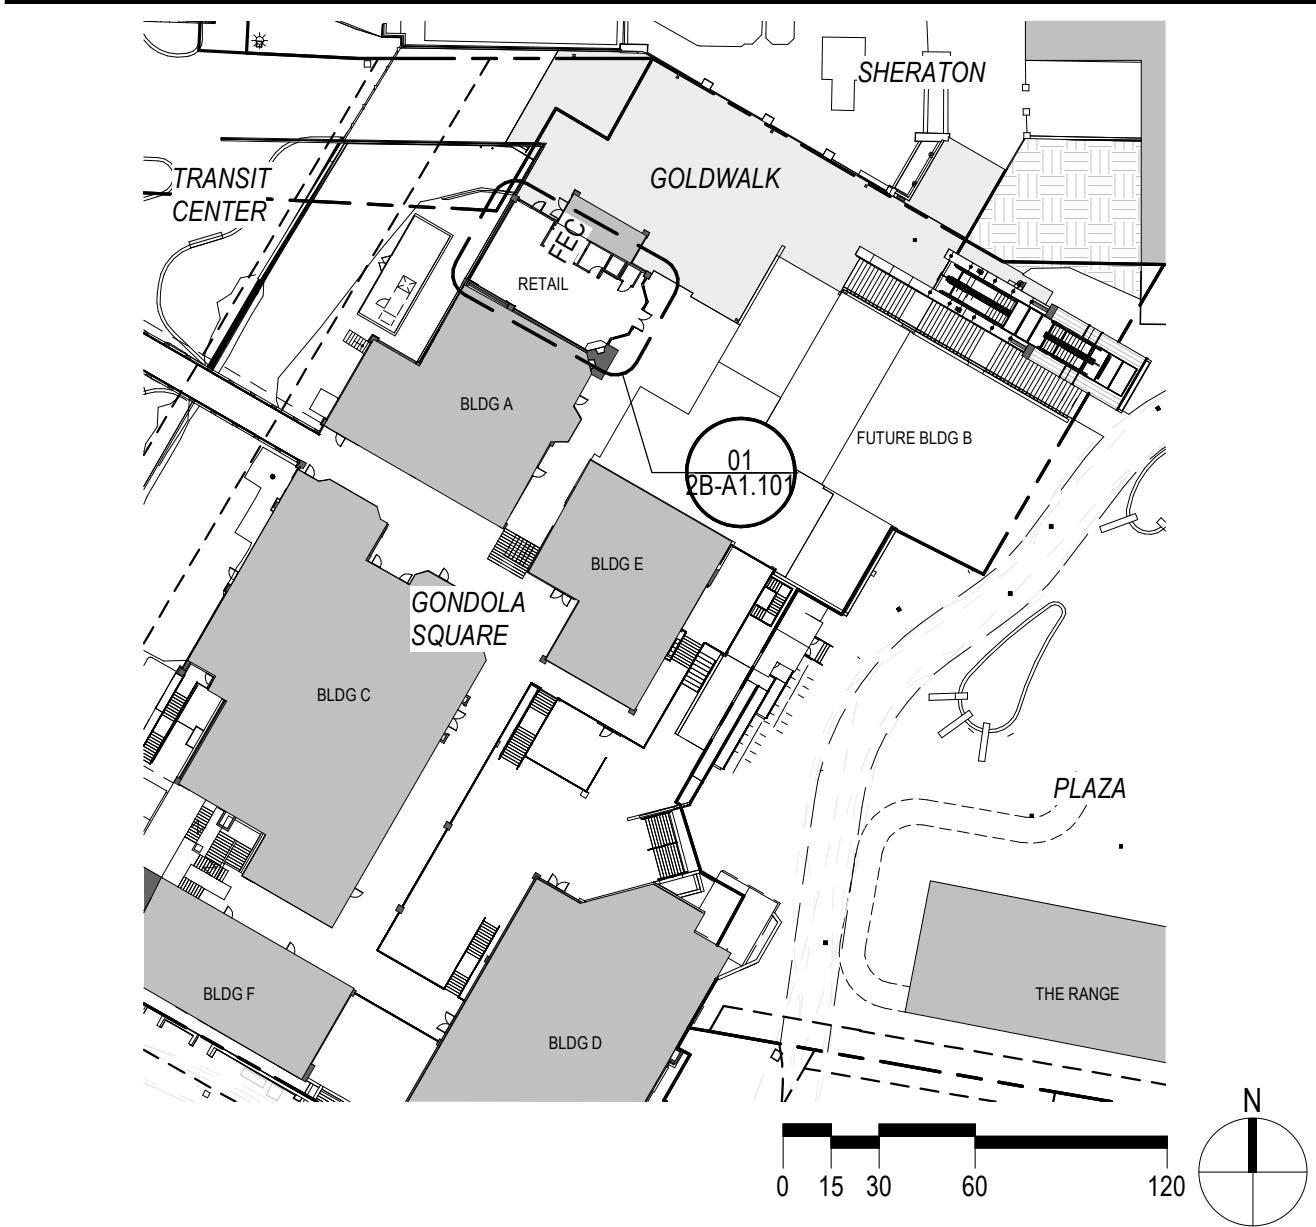 SHERATON
TRANSIT
CENTER
GOLDWALK
FEC
RETAIL
BLDG A
FUTURE BLDG B
01
2B-A1.101
BLDG E
GONDOLA
SQUARE
BLDG C
PLAZA
BLDG F
THE RANGE
BLDG D
N
0 15 30 60 120